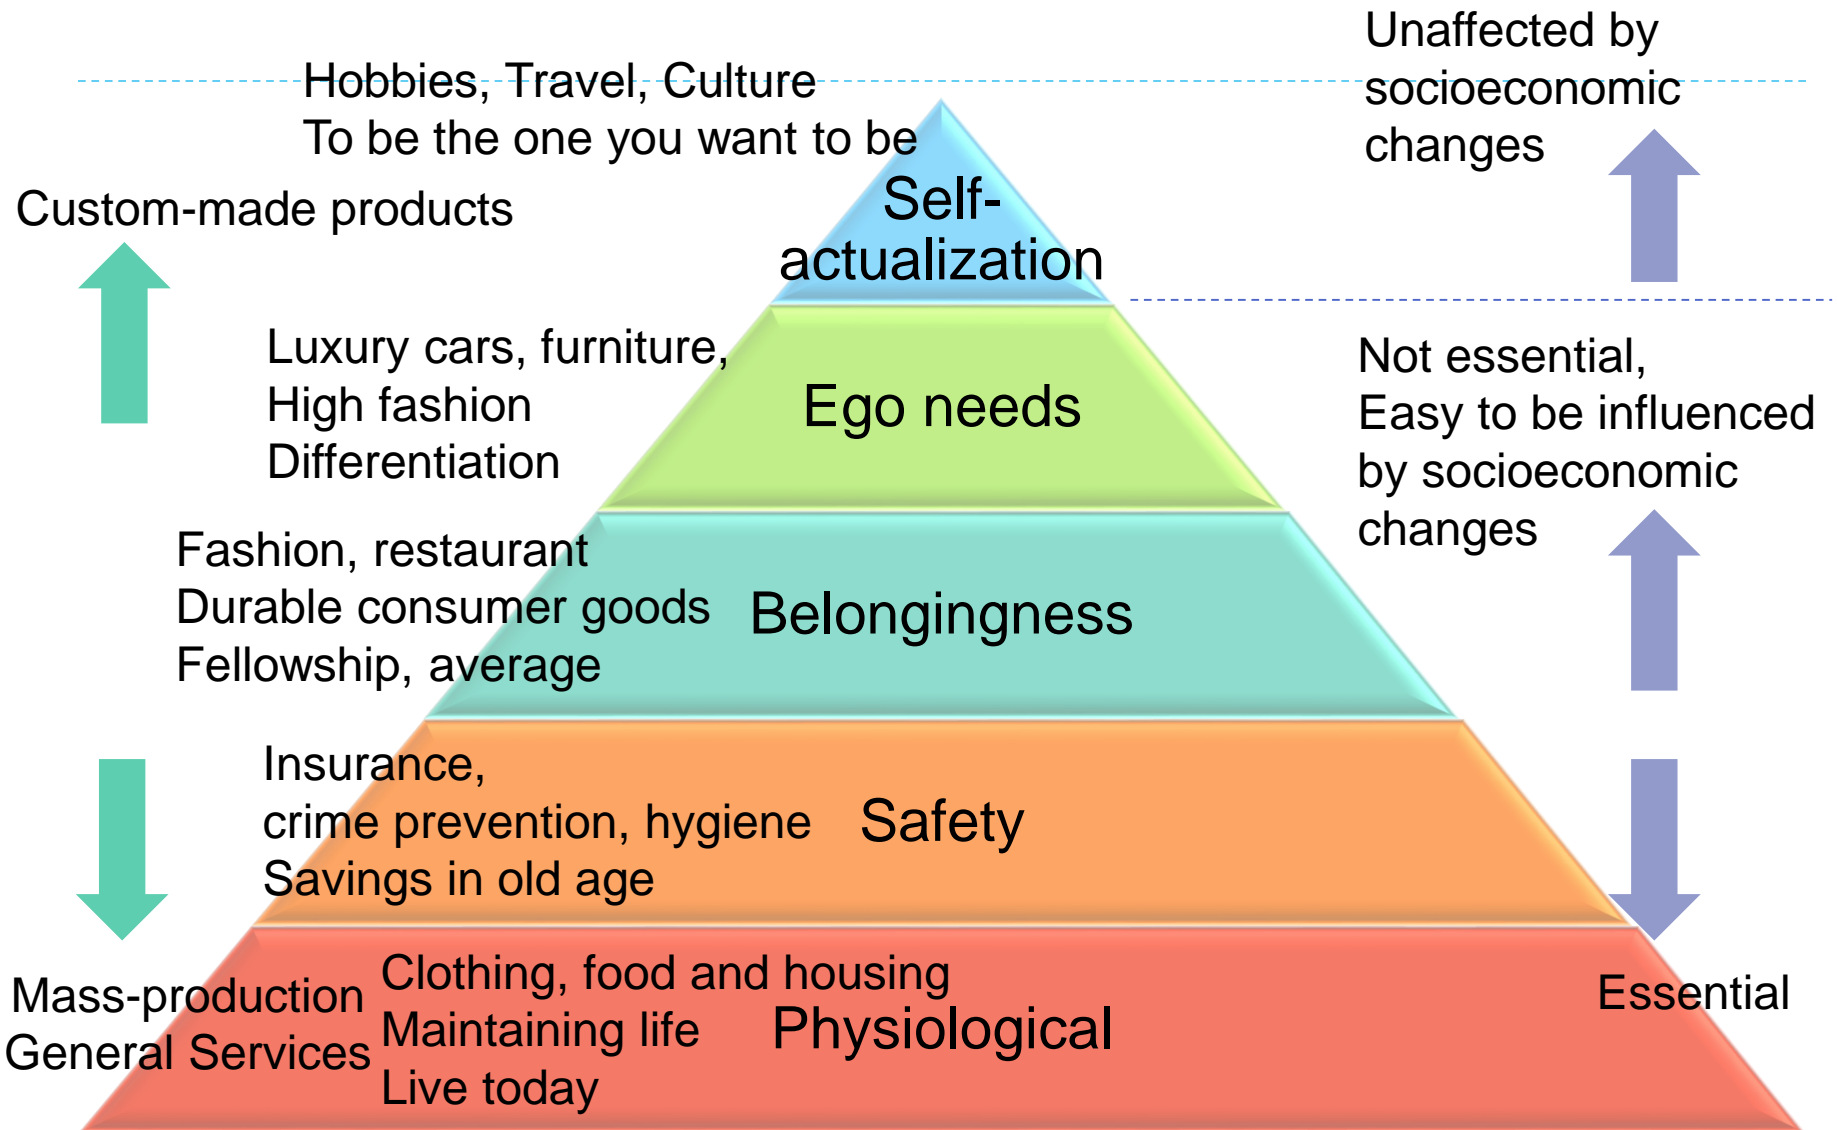 Unaffected by
socioeconomic
changes
Hobbies, Travel, Culture
To be the one you want to be
Custom-made products
Self-
actualization
Luxury cars, furniture,
High fashion
Differentiation
Ego needs
Not essential,
Easy to be influenced
by socioeconomic
changes
Fashion, restaurant
Durable consumer goods
Fellowship, average
Belongingness
Insurance,
crime prevention, hygiene
Savings in old age
Safety
Mass-production
General Services
Clothing, food and housing
Maintaining life
Live today
Physiological
Essential